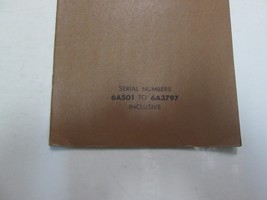 SERIAL NUMBERS
6A501 TO 6A3797
INCLUSIVE